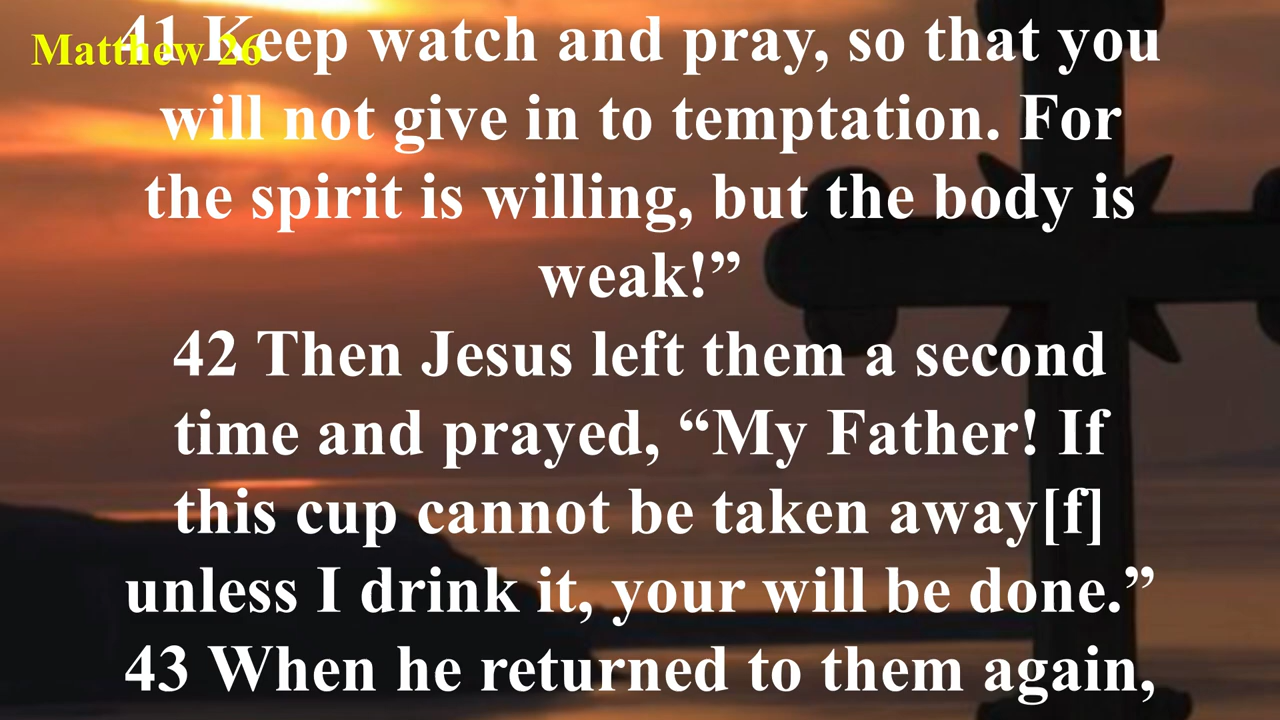 Matthew 26
41 Keep watch and pray, so that you
will not give in to temptation. For
the spirit is willing, but the body is
weak!”
42 Then Jesus left them a second
time and prayed, “My Father! If
this cup cannot be taken away[f]
unless I drink it, your will be done.”
43 When he returned to them again,